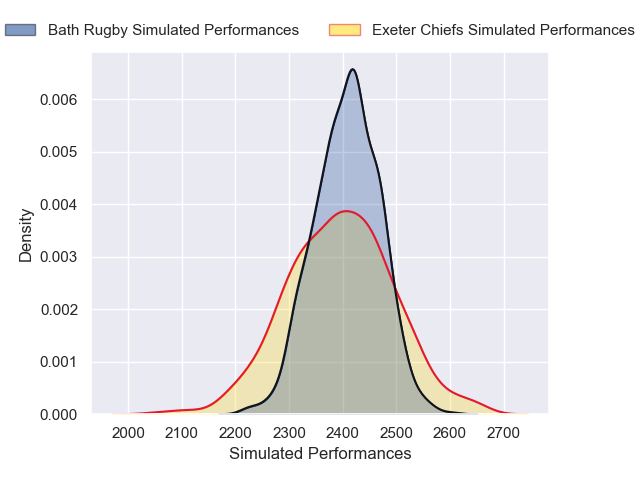 Bath Rugby Simulated Performances Exeter Chiefs Simulated Performances
0.006
0.005
0.004
0.003
0.002
0.001
0.000
Density
2000 2100 2200 2300 2400 2500 2600 2700
Simulated Performances